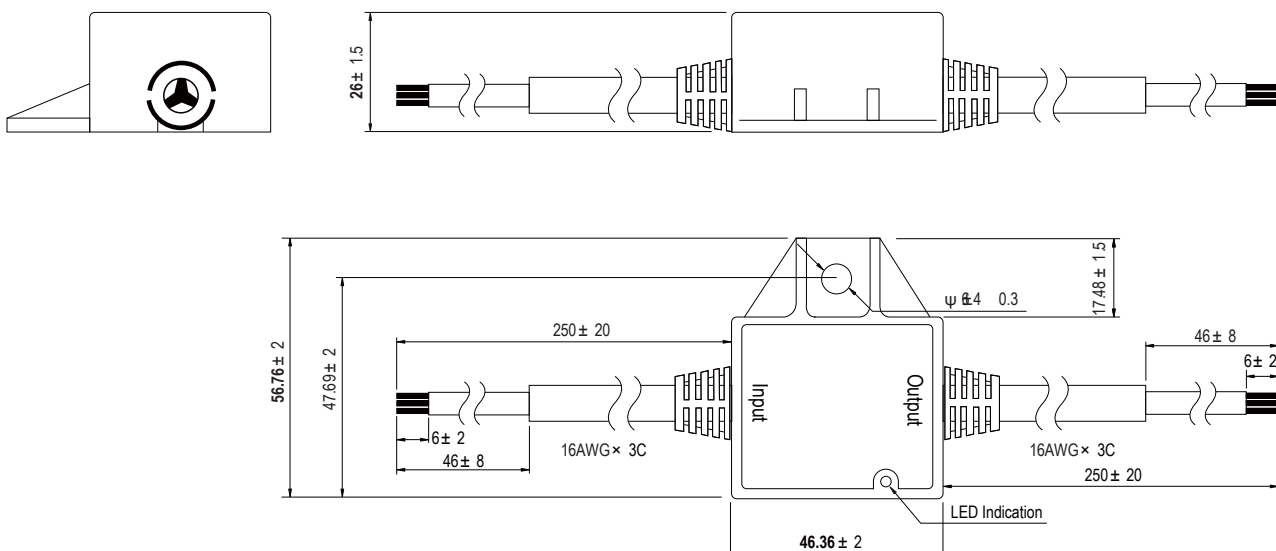 26± 1.5
ψ 6.4 ± 0.3
17.48± 1.5
250± 20
46± 8
6± 2
56.76± 2
47.69± 2
Input
Output
6± 2
46± 8
16AWG× 3C
16AWG× 3C
250± 20
LED Indication
46.36± 2